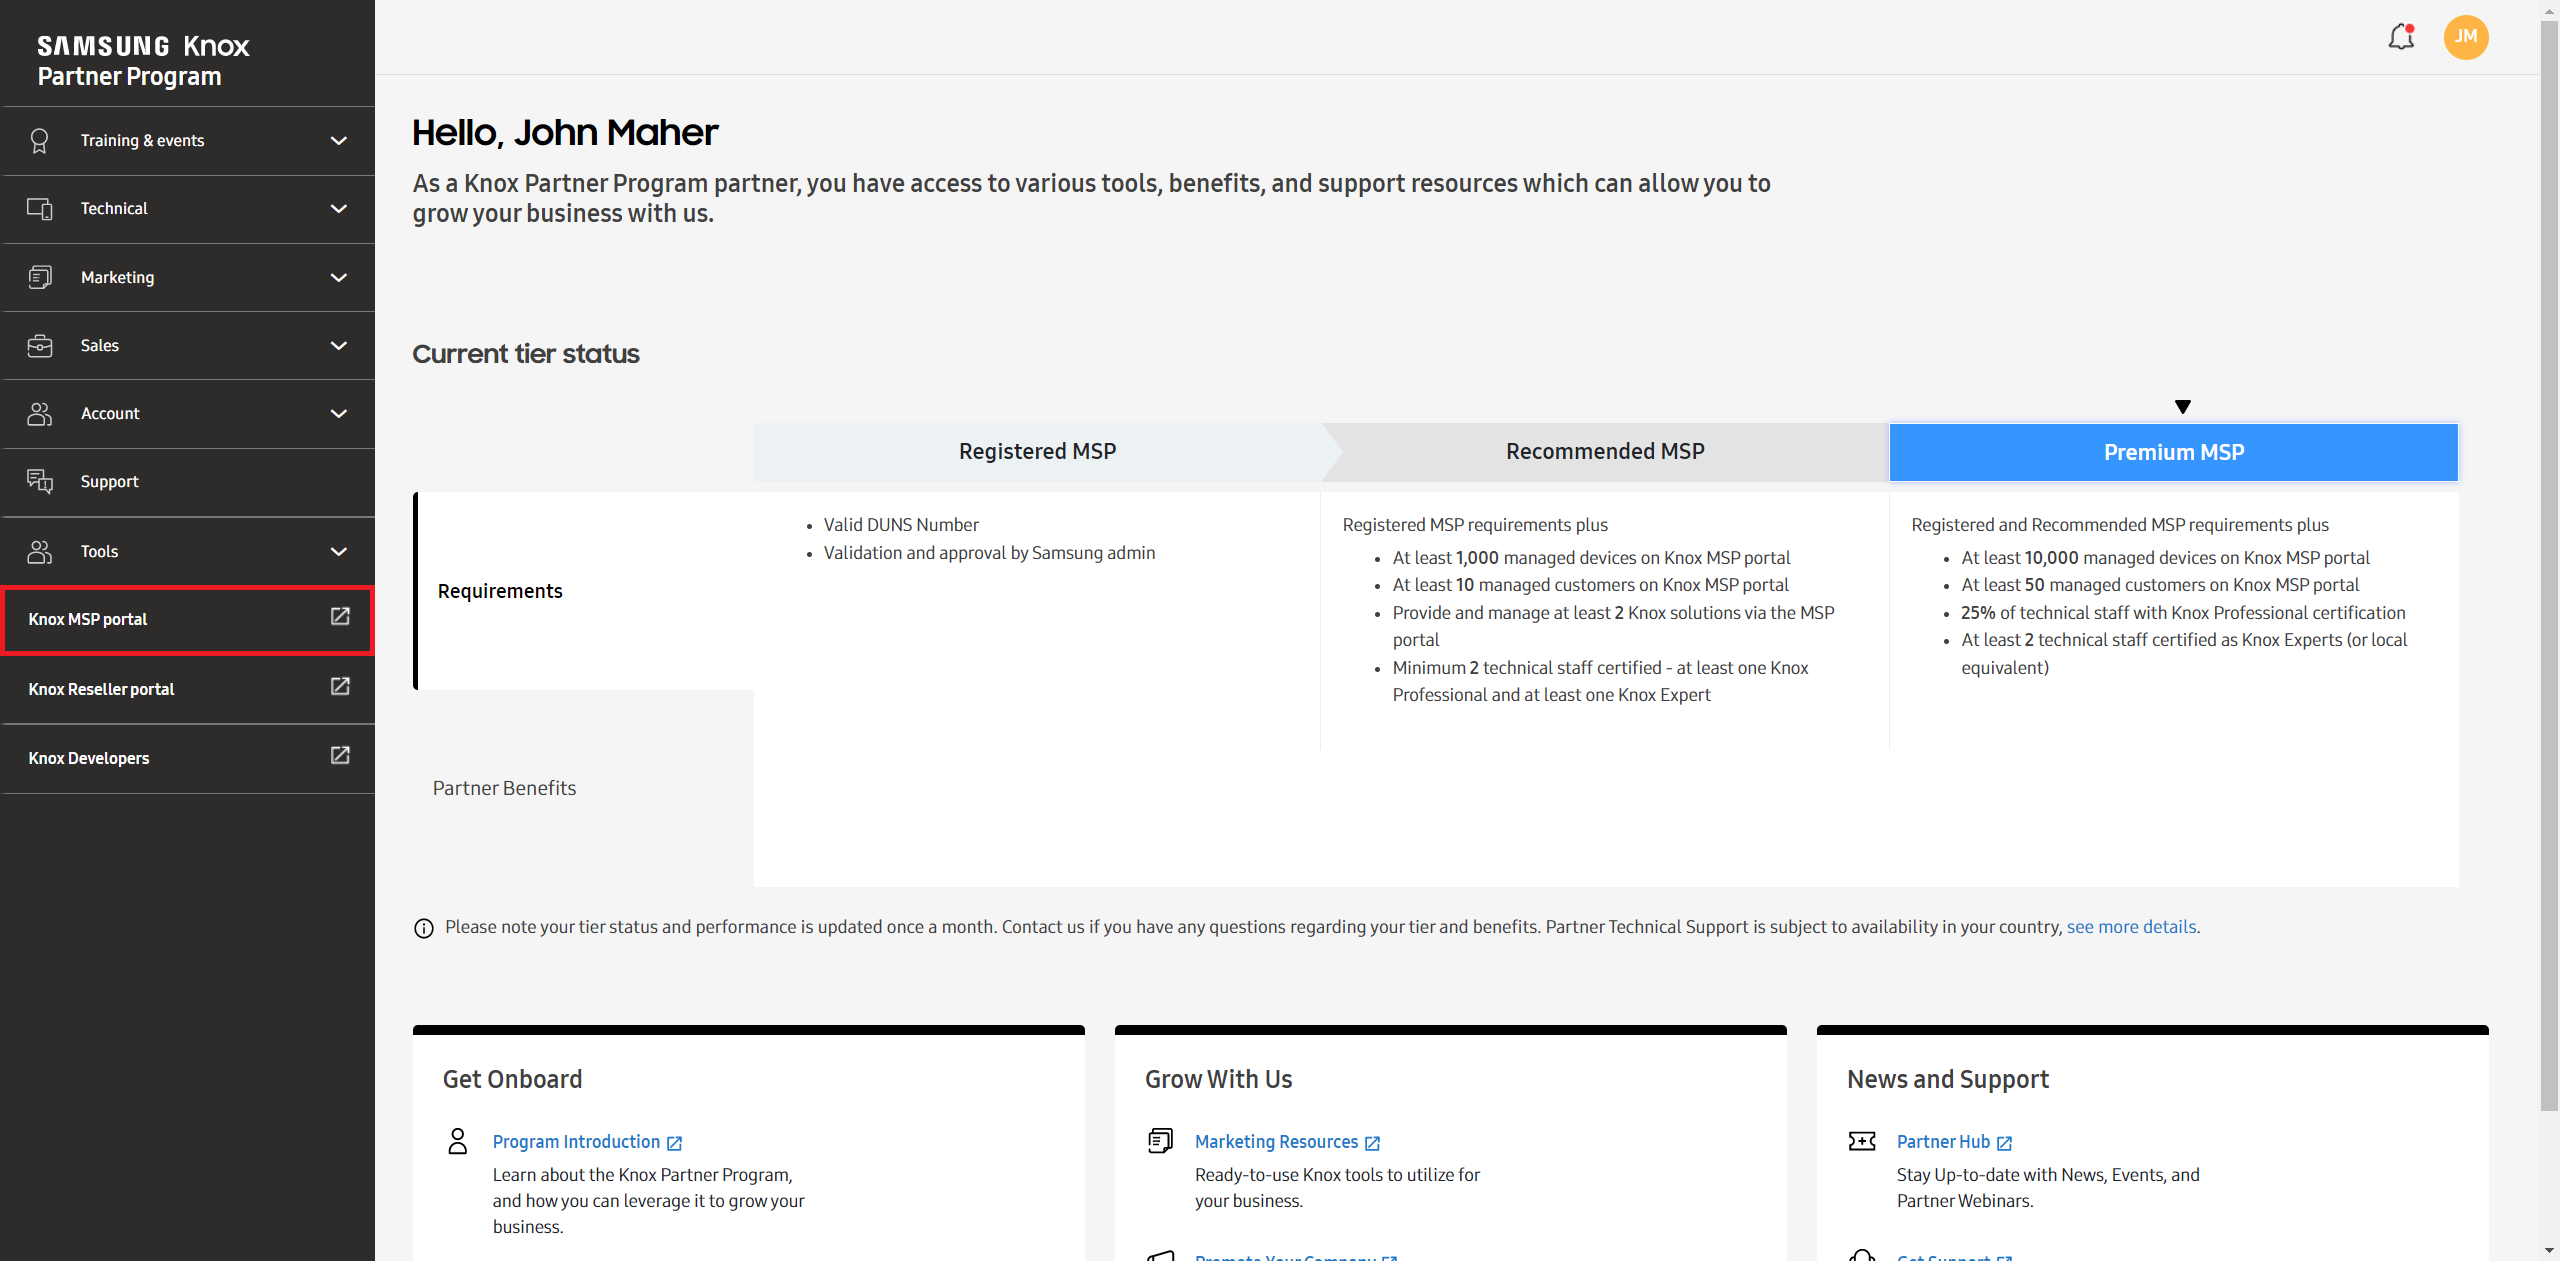 SAMSUNG Knox
Partner Program
Training & events
Technical
Marketing
Sales
Account
Support
Tools
Knox MSP portal
Knox Reseller portal
Knox Developers
JM
Hello, John Maher
As a Knox Partner Program partner, you have access to various tools, benefits, and support resources which can allow you to
grow your business with us.
Current tier status
Registered MSP
Recommended MSP
Premium MSP
Requirements
Valid DUNS Number
Validation and approval by Samsung admin
Registered MSP requirements plus
At least 1,000 managed devices on Knox MSP portal
At least 10 managed customers on Knox MSP portal
Provide and manage at least 2 Knox solutions via the MSP
portal
Minimum 2 technical staff certified - at least one Knox
Professional and at least one Knox Expert
Registered and Recommended MSP requirements plus
At least 10,000 managed devices on Knox MSP portal
At least 50 managed customers on Knox MSP portal
25% of technical staff with Knox Professional certification
At least 2 technical staff certified as Knox Experts (or local
equivalent)
Partner Benefits
Please note your tier status and performance is updated once a month. Contact us if you have any questions regarding your tier and benefits. Partner Technical Support is subject to availability in your country, see more details.
Get Onboard
Program Introduction
Learn about the Knox Partner Program,
and how you can leverage it to grow your
business.
Grow With Us
Marketing Resources
Ready-to-use Knox tools to utilize for
your business.
Promote Your Company
News and Support
Partner Hub
Stay Up-to-date with News, Events, and
Partner Webinars.
Get Support